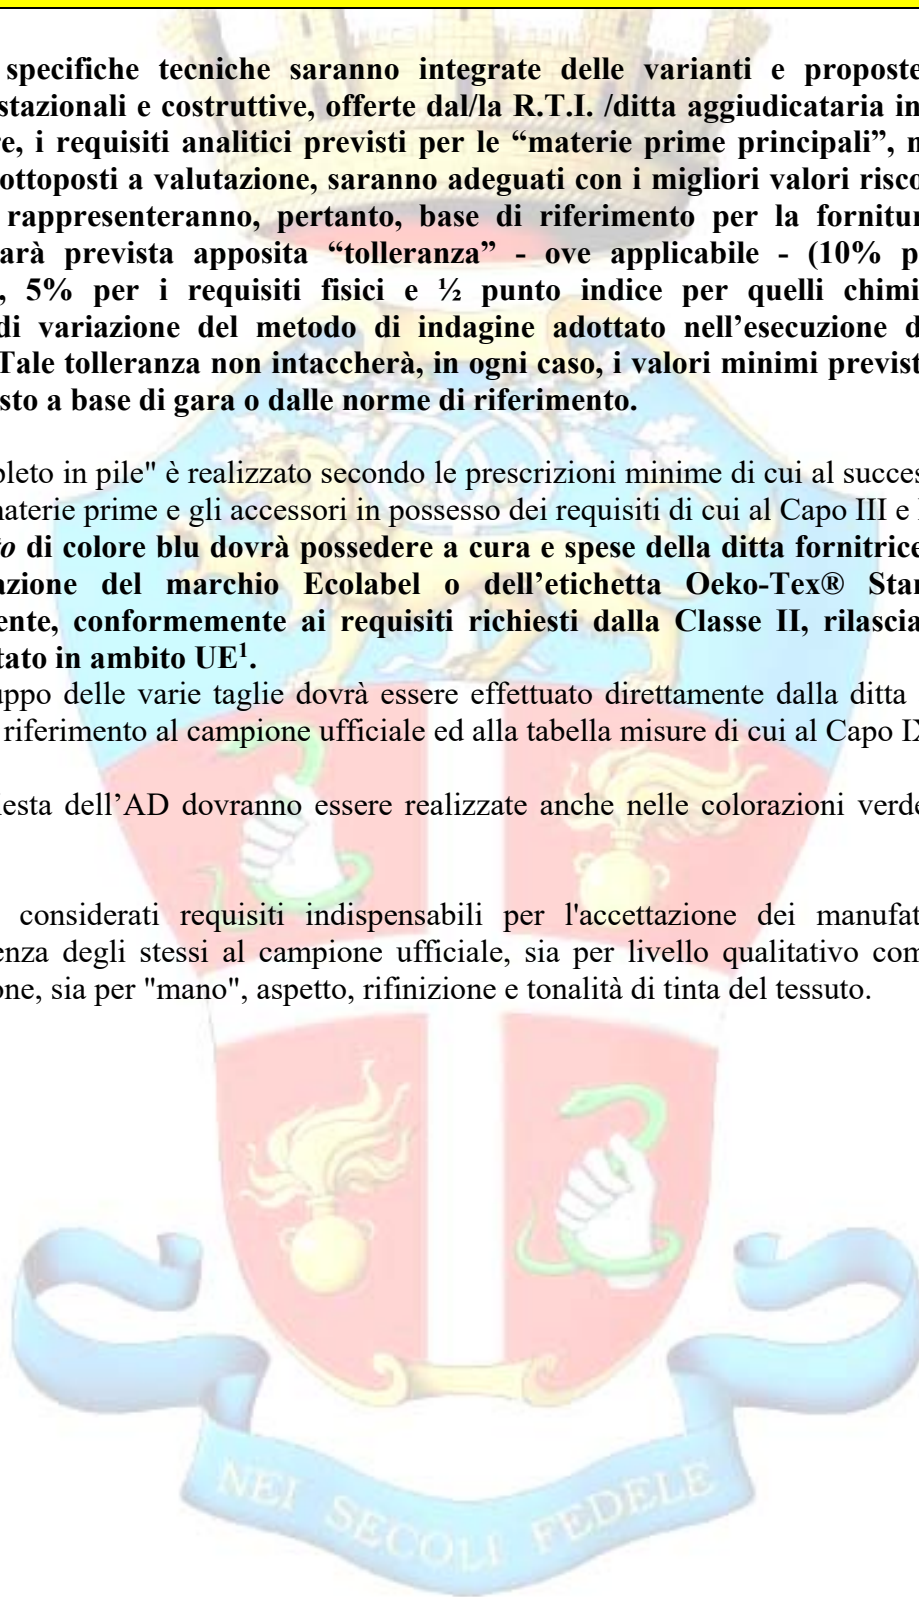 specifiche tecniche saranno integrate delle varianti e proposte
stazionali e costruttive, offerte dal/la R.T.I. /ditta aggiudicataria in
e, i requisiti analitici previsti per le “materie prime principali”,
ottoposti a valutazione, saranno adeguati con i migliori valori risco
rappresenteranno, pertanto, base di riferimento per la fornitur
arà prevista apposita “tolleranza” - ove applicabile - (10% p
, 5% per i requisiti fisici e ½ punto indice per quelli chimi
di variazione del metodo di indagine adottato nell’esecuzione d
Tale tolleranza non intaccherà, in ogni caso, i valori minimi previst
sto a base di gara o dalle norme di riferimento.
pleto in pile" è realizzato secondo le prescrizioni minime di cui al succes
naterie prime e gli accessori in possesso dei requisiti di cui al Capo III e
to di colore blu dovrà possedere a cura e spese della ditta fornitrice
azione del marchio Ecolabel o dell’etichetta Oeko-Tex® Star
ente, conformemente ai requisiti richiesti dalla Classe II, rilascia
tato in ambito UE1.
uppo delle varie taglie dovrà essere effettuato direttamente dalla ditta
riferimento al campione ufficiale ed alla tabella misure di cui al Capo IX
iesta dell’AD dovranno essere realizzate anche nelle colorazioni verde
considerati requisiti indispensabili per l'accettazione dei manufat
enza degli stessi al campione ufficiale, sia per livello qualitativo com
one, sia per "mano", aspetto, rifinizione e tonalità di tinta del tessuto.
NEI SECOLI FEDELE